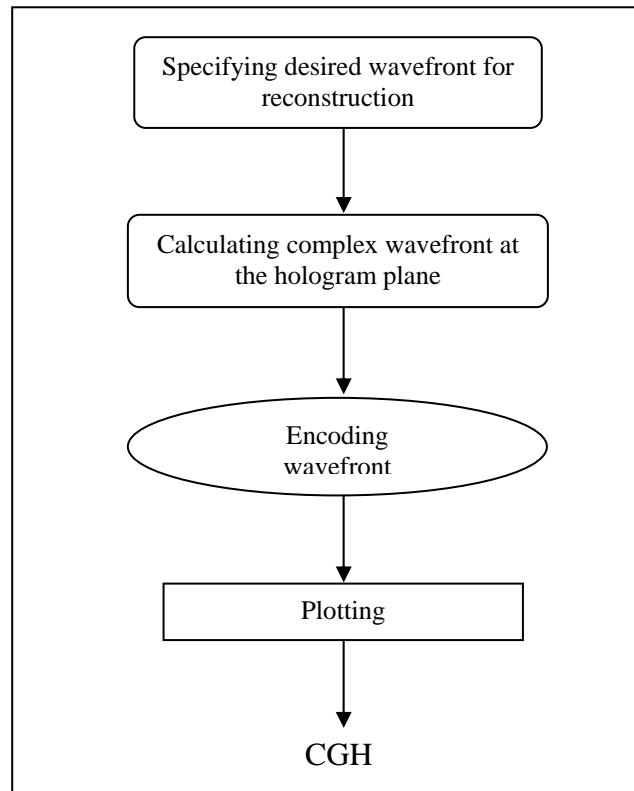 Specifying desired wavefront for
reconstruction
Calculating complex wavefront at
the hologram plane
Encoding
wavefront
Plotting
CGH